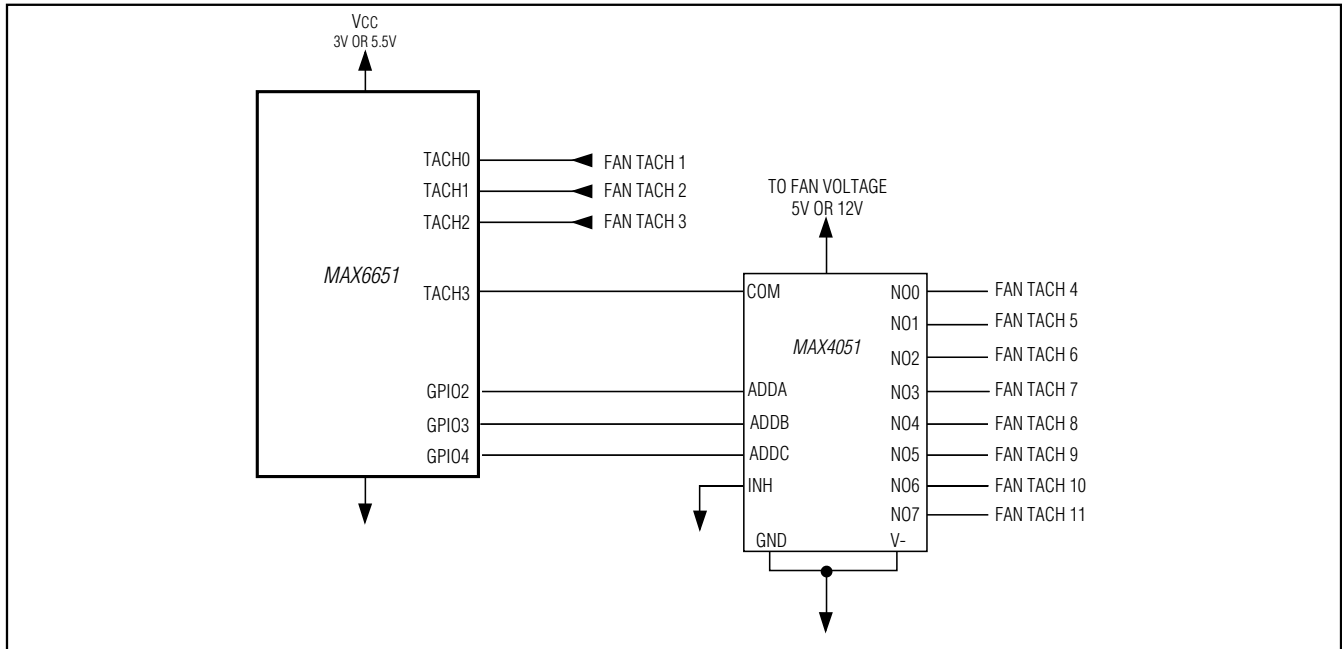 VCC
3V OR 5.5V
TACH0
FAN TACH 1
TACH1
FAN TACH 2
TACH2
FAN TACH 3
MAX6651
TACH3
GPIO2
GPIO3
GPIO4
TO FAN VOLTAGE
5V OR 12V
COM
NO0
FAN TACH 4
NO1
FAN TACH 5
MAX4051
NO2
FAN TACH 6
ADDA
NO3
FAN TACH 7
ADDB
NO4
FAN TACH 8
ADDC
NO5
FAN TACH 9
INH
NO6
FAN TACH 10
NO7
FAN TACH 11
GND
V-